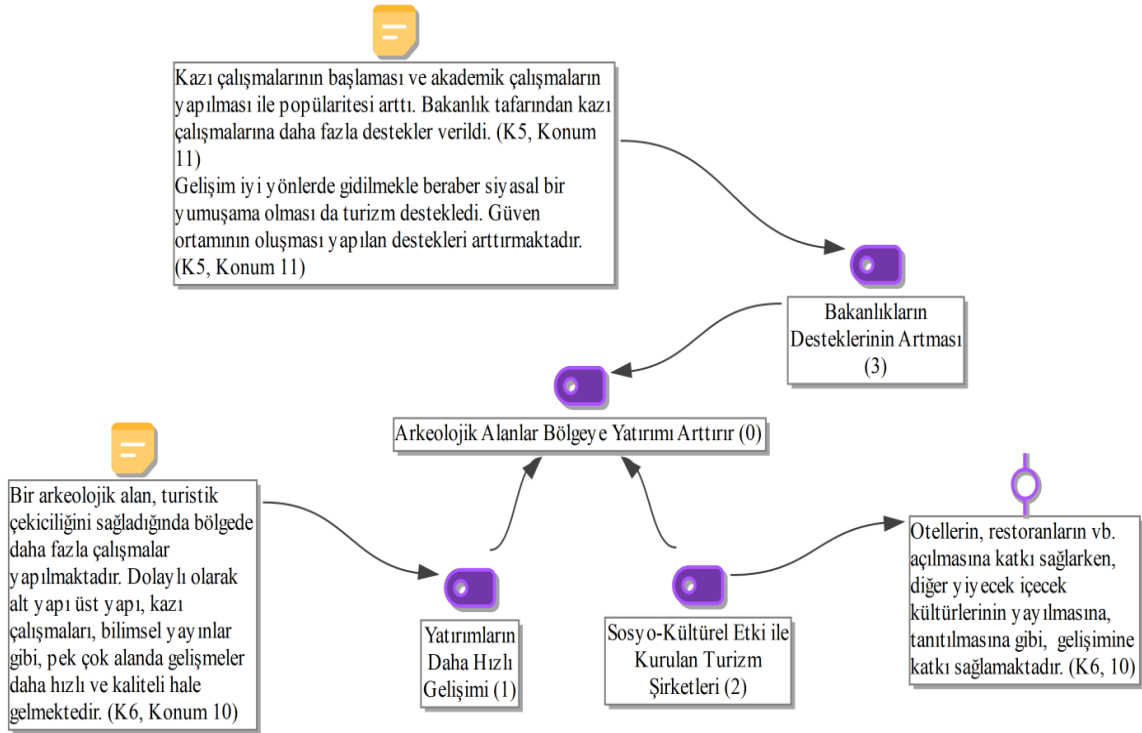 Kazı çalışmalarının başlaması ve akademik çalışmaların
yapılması ile popülaritesi arttı. Bakanlık tafarından kazı
çalışmalarına daha fazla destekler verildi. (K5, Konum
11)
Gelişim iyi yönlerde gidilmekle beraber siyasal bir
yumuşama olması da turizm destekledi. Güven
ortamının oluşması yapılan destekleri arttırmaktadır.
(K5, Konum 11)
Bakanlıkların
Desteklerinin Artması
(3)
Arkeolojik Alanlar Bölgeye Yatırımı Arttırır (0)
Bir arkeolojik alan, turistik
çekiciliğini sağladığında bölgede
daha fazla çalışmalar
yapılmaktadır. Dolaylı olarak
alt yapı üst yapı, kazı
çalışmaları, bilimsel yayınlar
gibi, pek çok alanda gelişmeler
daha hızlı ve kaliteli hale
gelmektedir. (K6, Konum 10)
Yatırımların
Daha Hızlı
Gelişimi (1)
Sosyo-Kültürel Etki ile
Kurulan Turizm
Şirketleri (2)
Otellerin, restoranların vb.
açılmasına katkı sağlarken,
diğer yiyecek içecek
kültürlerinin yayılmasına,
tanıtılmasına gibi, gelişimine
katkı sağlamaktadır. (K6, 10)